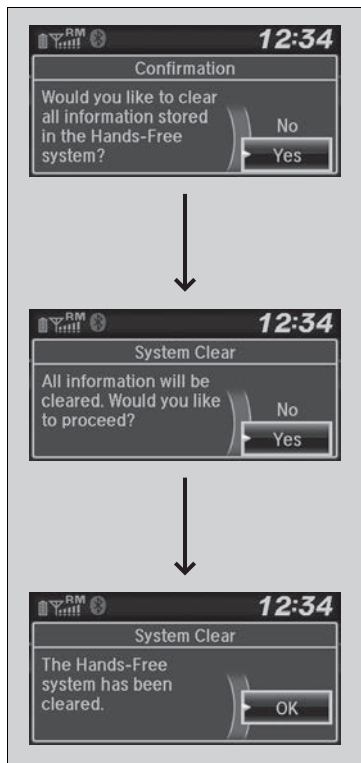 RM
12:34
Confirmation
Would you like to clear
all information stored
in the Hands-Free
system?
No
Yes
RM
12:34
System Clear
All information will be
cleared. Would you like
to proceed?
No
Yes
RM
12:34
System Clear
The Hands-Free
system has been
cleared.
OK